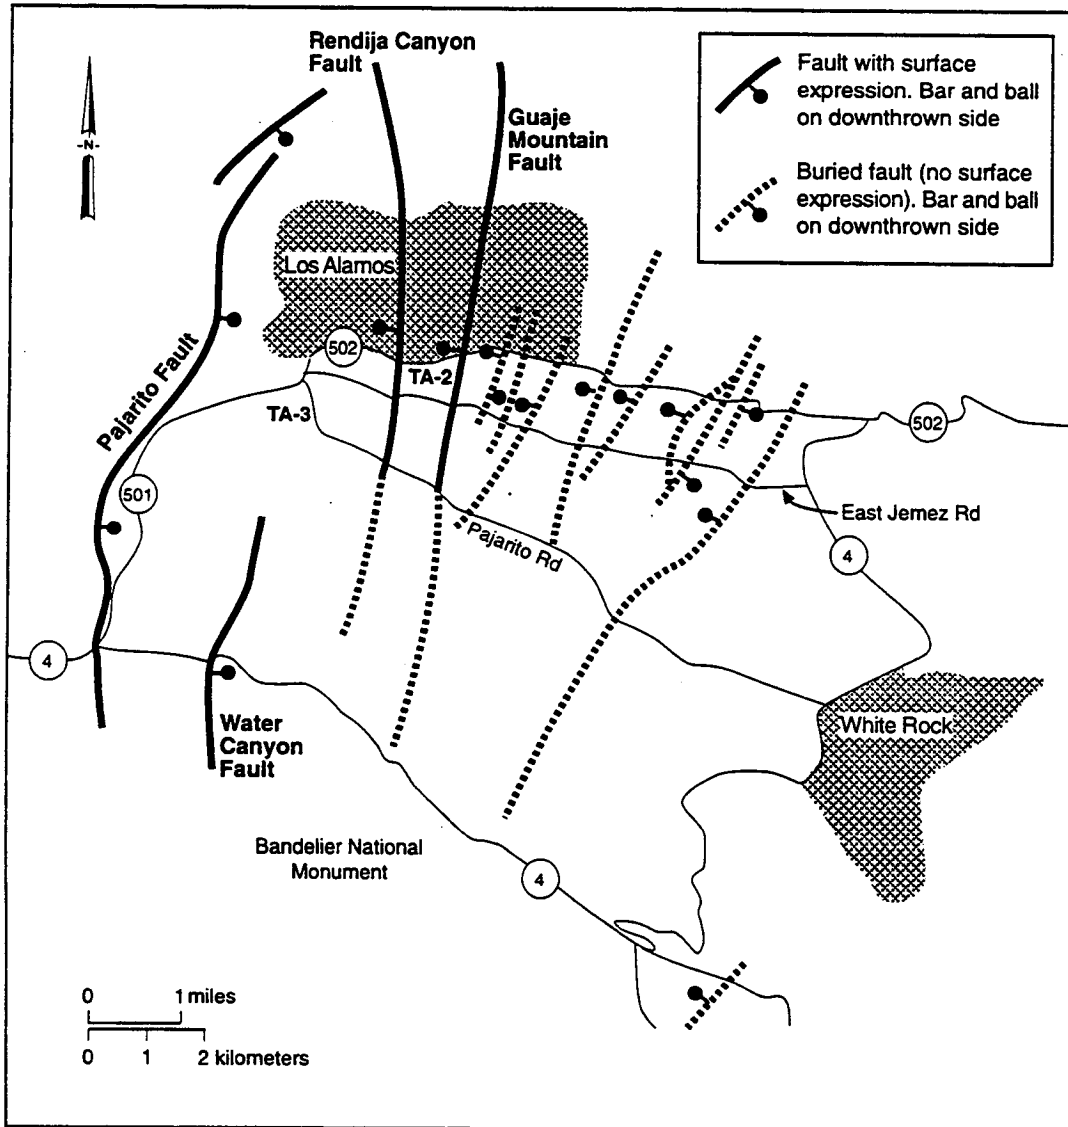 Rendija Canyon
Fault
Guaje
Mountain
Fault
-N-
Fault with surface
expression. Bar and ball
on downthrown side
Buried fault (no surface
expression). Bar and ball
on downthrown side
Los Alamos
502
TA-2
TA-3
Pajarito Fault
501
502
East Jemez Rd
Pajarito Rd
4
4
White Rock
Water
Canyon
Fault
Bandelier National
Monument
4
0 1 miles
0 1 2 kilometers